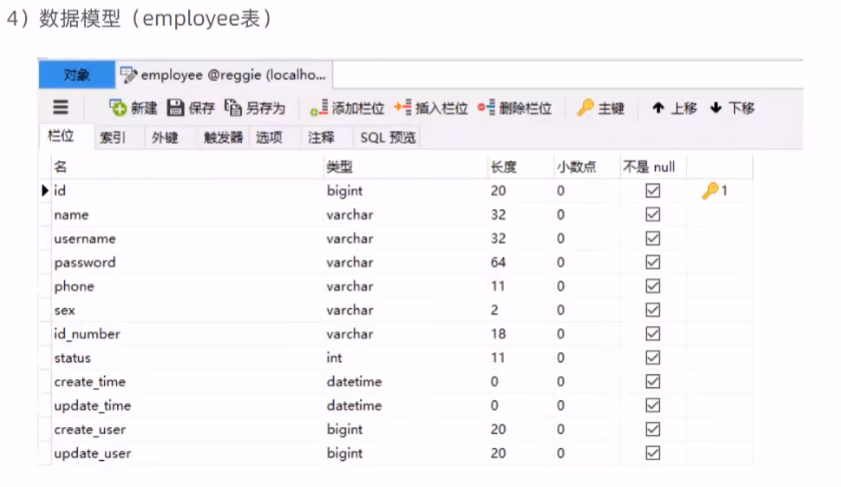 4）数据模型（employee表）
对象 employee @reggie (localho...
新建 保存 另存为 添加栏位 插入栏位 删除栏位 主键 上移 下移
栏位 索引 外键 触发器 选项 注释 SQL 预览
名 类型 长度 小数点 不是 null
id bigint 20 0 1
name varchar 32 0
username varchar 32 0
password varchar 64 0
phone varchar 11 0
sex varchar 2 0
id_number varchar 18 0
status int 11 0
create_time datetime 0 0
update_time datetime 0 0
create_user bigint 20 0
update_user bigint 20 0